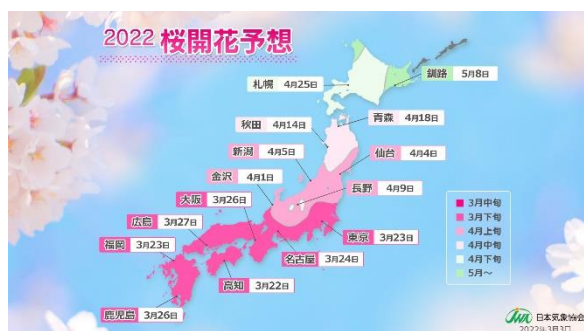 2022 桜開花予想
札幌 4月25日
釧路 5月8日
青森 4月18日
秋田 4月14日
新潟 4月5日
仙台 4月4日
金沢 4月1日
長野 4月9日
大阪 3月26日
広島 3月27日
東京 3月23日
福岡 3月23日
名古屋 3月24日
高知 3月22日
鹿児島 3月26日
3月中旬
3月下旬
4月上旬
4月中旬
4月下旬
5月～
JWA 日本気象協会
2022年3月3日